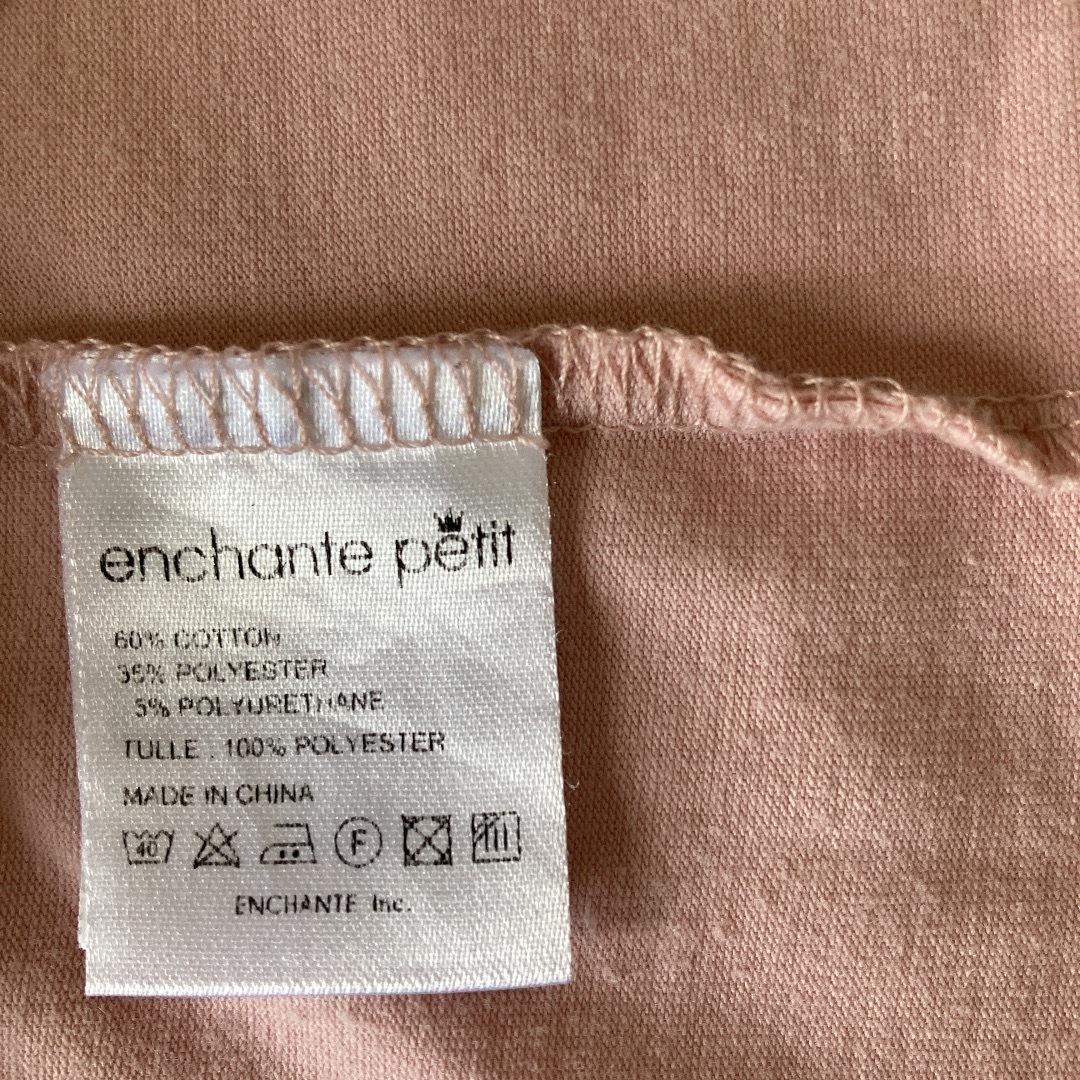 enchante petit
60% COTTON
35% POLYESTER
5% POLYURETHANE
TULLE : 100% POLYESTER
MADE IN CHINA
40 F
ENCHANTE Inc.